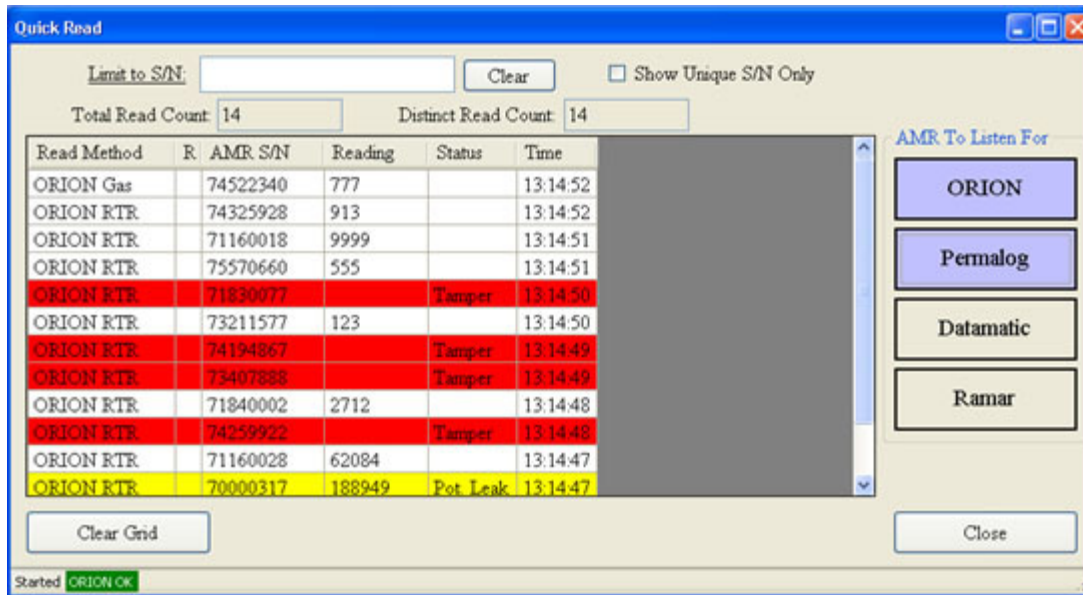 Quick Read
Limit to S/N: Clear Show Unique S/N Only
Total Read Count: 14 Distinct Read Count: 14
AMR To Listen For
Read Method R AMR S/N Reading Status Time
ORION Gas 74522340 777 13:14:52
ORION RTR 74325928 913 13:14:52
ORION RTR 71160018 9999 13:14:51
ORION RTR 75570660 555 13:14:51
ORION RTR 71830077 Tamper 13:14:50
ORION RTR 73211577 123 13:14:50
ORION RTR 74194867 Tamper 13:14:49
ORION RTR 73407888 Tamper 13:14:49
ORION RTR 71840002 2712 13:14:48
ORION RTR 74259922 Tamper 13:14:48
ORION RTR 71160028 62084 13:14:47
ORION RTR 70000317 188949 Pot. Leak 13:14:47
ORION
Permalog
Datamatic
Ramar
Clear Grid Close
Started ORION OK